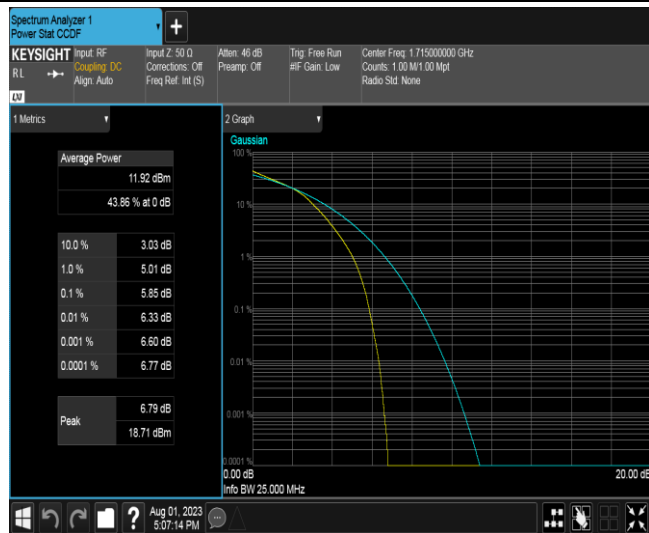 Spectrum Analyzer 1
Power Stat CCDF
+
KEYSIGHT
RL
LXI
Input: RF
Coupling: DC
Align: Auto
Input Z: 50 Ω
Corrections: Off
Freq Ref: Int (S)
Atten: 46 dB
Preamp: Off
Trig: Free Run
#IF Gain: Low
Center Freq: 1.715000000 GHz
Counts: 1.00 M/1.00 Mpt
Radio Std: None
1 Metrics
Average Power
11.92 dBm
43.86 % at 0 dB
10.0 % 3.03 dB
1.0 % 5.01 dB
0.1 % 5.85 dB
0.01 % 6.33 dB
0.001 % 6.60 dB
0.0001 % 6.77 dB
Peak
6.79 dB
18.71 dBm
2 Graph
Gaussian
100 %
10 %
1 %
0.1 %
0.01 %
0.001 %
0.0001 %
0.00 dB
20.00 dB
Info BW 25.000 MHz
?
Aug 01, 2023
5:07:14 PM